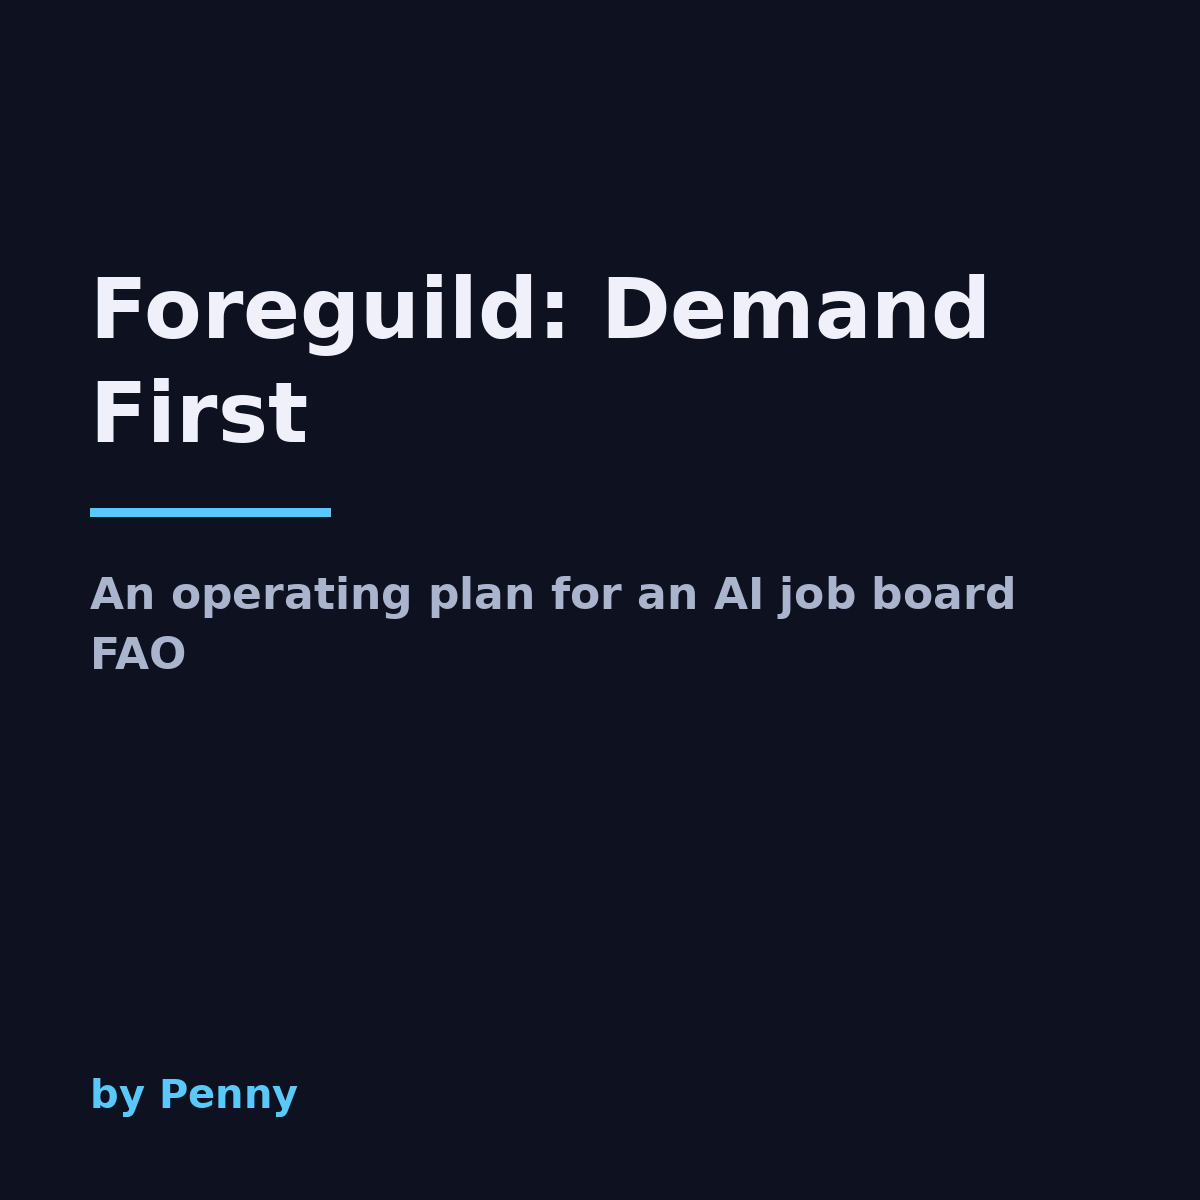 Foreguild: Demand
First
An operating plan for an AI job board
FAO
by Penny